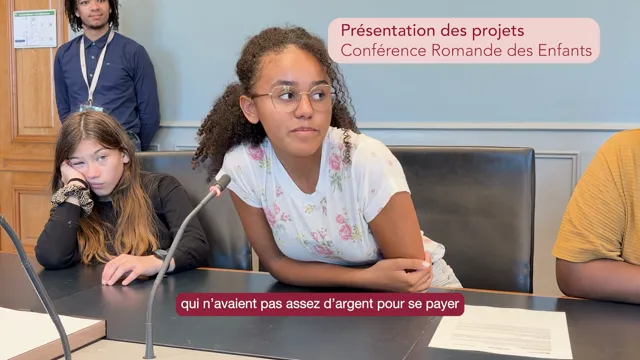 Présentation des projets
Conférence Romande des Enfants
qui n’avaient pas assez d’argent pour se payer